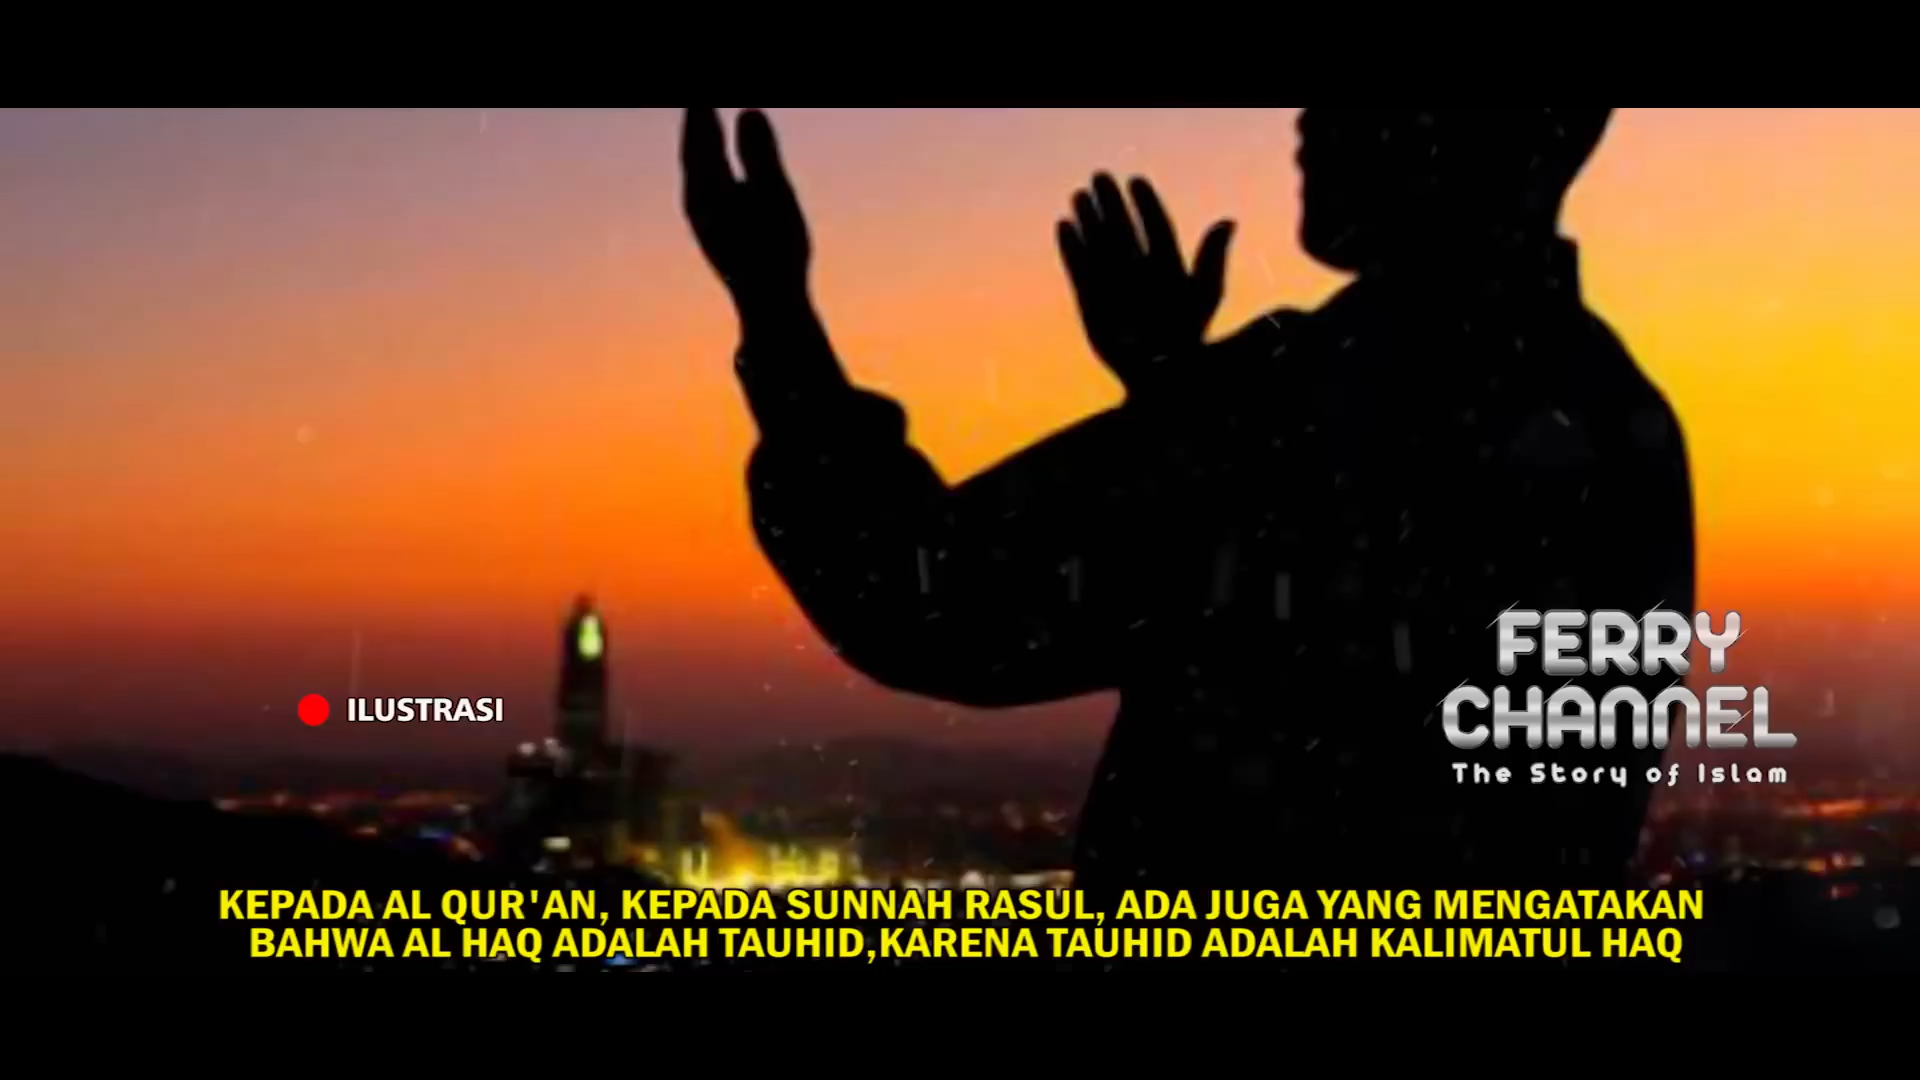 FERRY
CHANNEL
The Story of Islam
ILUSTRASI
KEPADA AL QUR'AN, KEPADA SUNNAH RASUL, ADA JUGA YANG MENGATAKAN
BAHWA AL HAQ ADALAH TAUHID,KARENA TAUHID ADALAH KALIMATUL HAQ